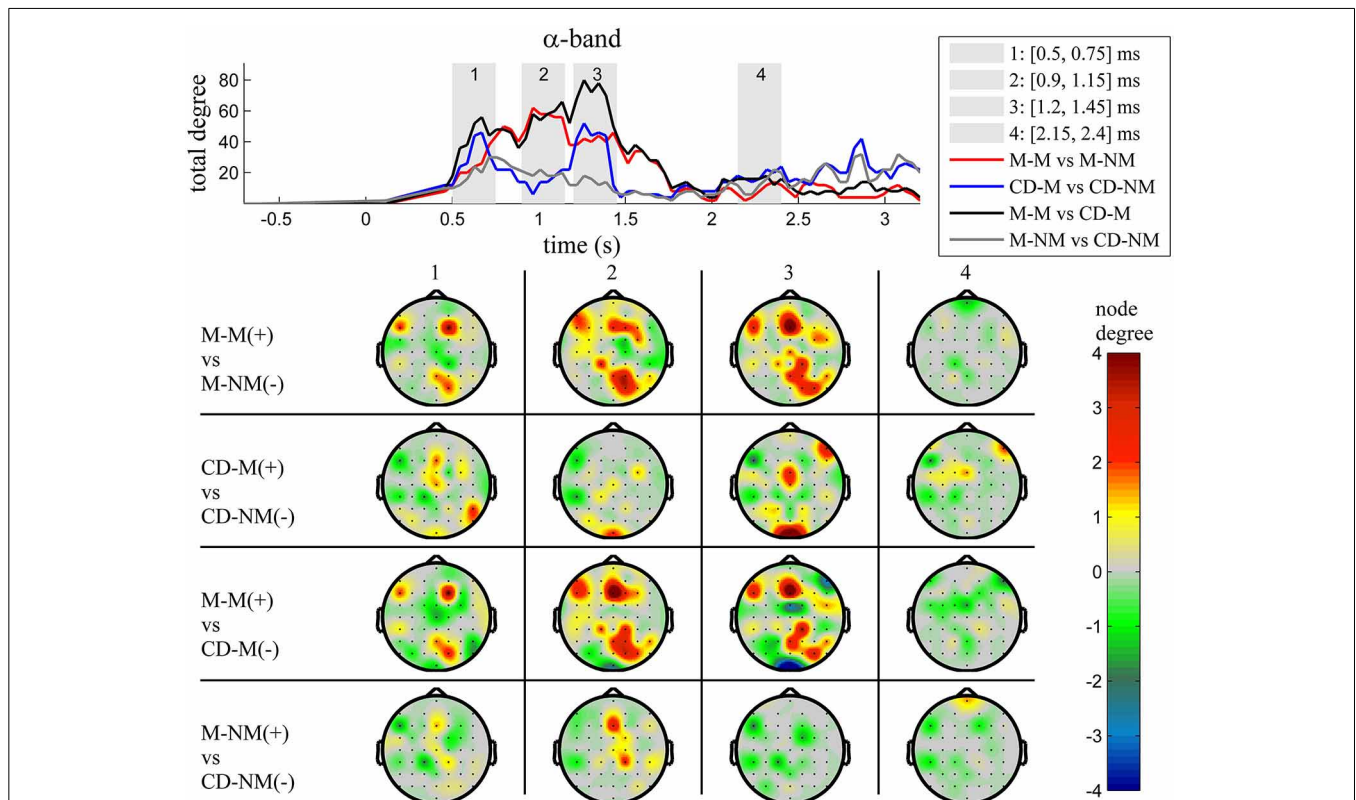 α-band
total degree
80
60
40
20
1
2
3
4
-0.5
0
0.5
1
1.5
2
2.5
3
time (s)
1: [0.5, 0.75] ms
2: [0.9, 1.15] ms
3: [1.2, 1.45] ms
4: [2.15, 2.4] ms
M-M vs M-NM
CD-M vs CD-NM
M-M vs CD-M
M-NM vs CD-NM
1
2
3
4
M-M(+)
vs
M-NM(-)
CD-M(+)
vs
CD-NM(-)
M-M(+)
vs
CD-M(-)
M-NM(+)
vs
CD-NM(-)
node
degree
4
3
2
1
0
-1
-2
-3
-4